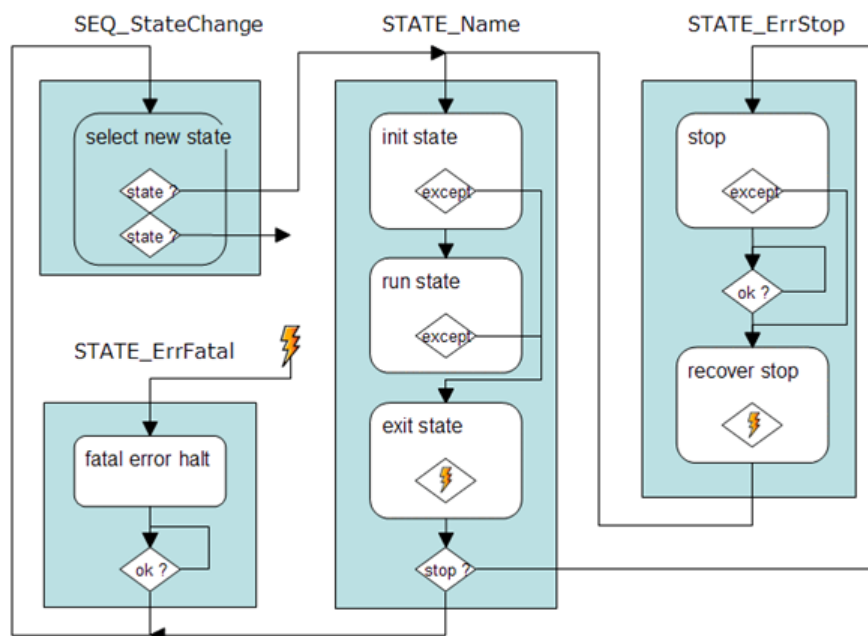 SEQ_StateChange
STATE_Name
STATE_ErrStop
select new state
state ?
state ?
init state
except
run state
except
exit state
stop ?
stop
except
ok ?
recover stop
STATE_ErrFatal
fatal error halt
ok ?